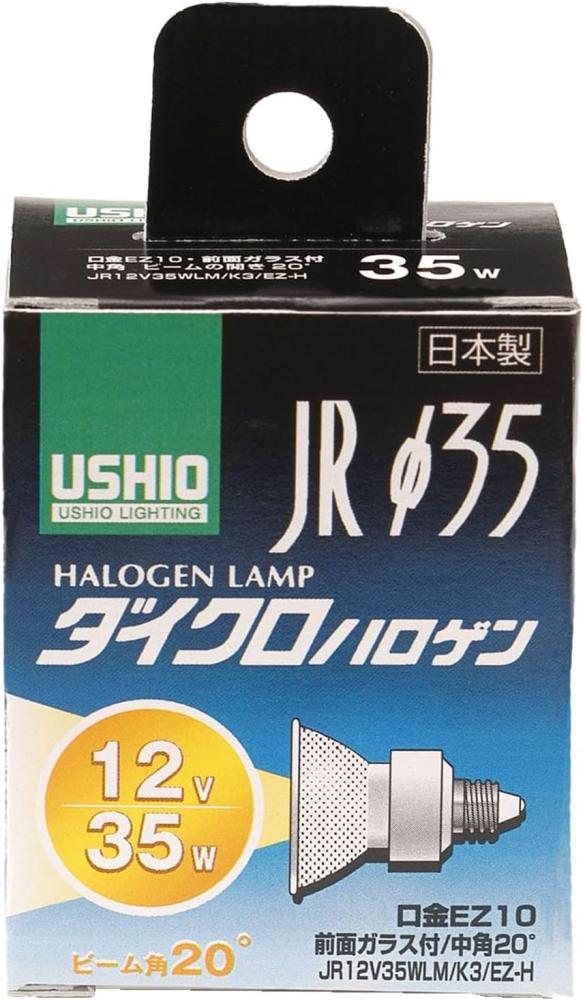 USHIO
USHIO LIGHTING
口金EZ10・前面ガラス付
中角 ビームの開き 20°
JR12V35WLM/K3/EZ-H
35W
日本製
USHIO
USHIO LIGHTING
JR φ35
HALOGEN LAMP
ダイクロハロゲン
12V
35W
ビーム角20°
口金EZ10
前面ガラス付/中角20°
JR12V35WLM/K3/EZ-H